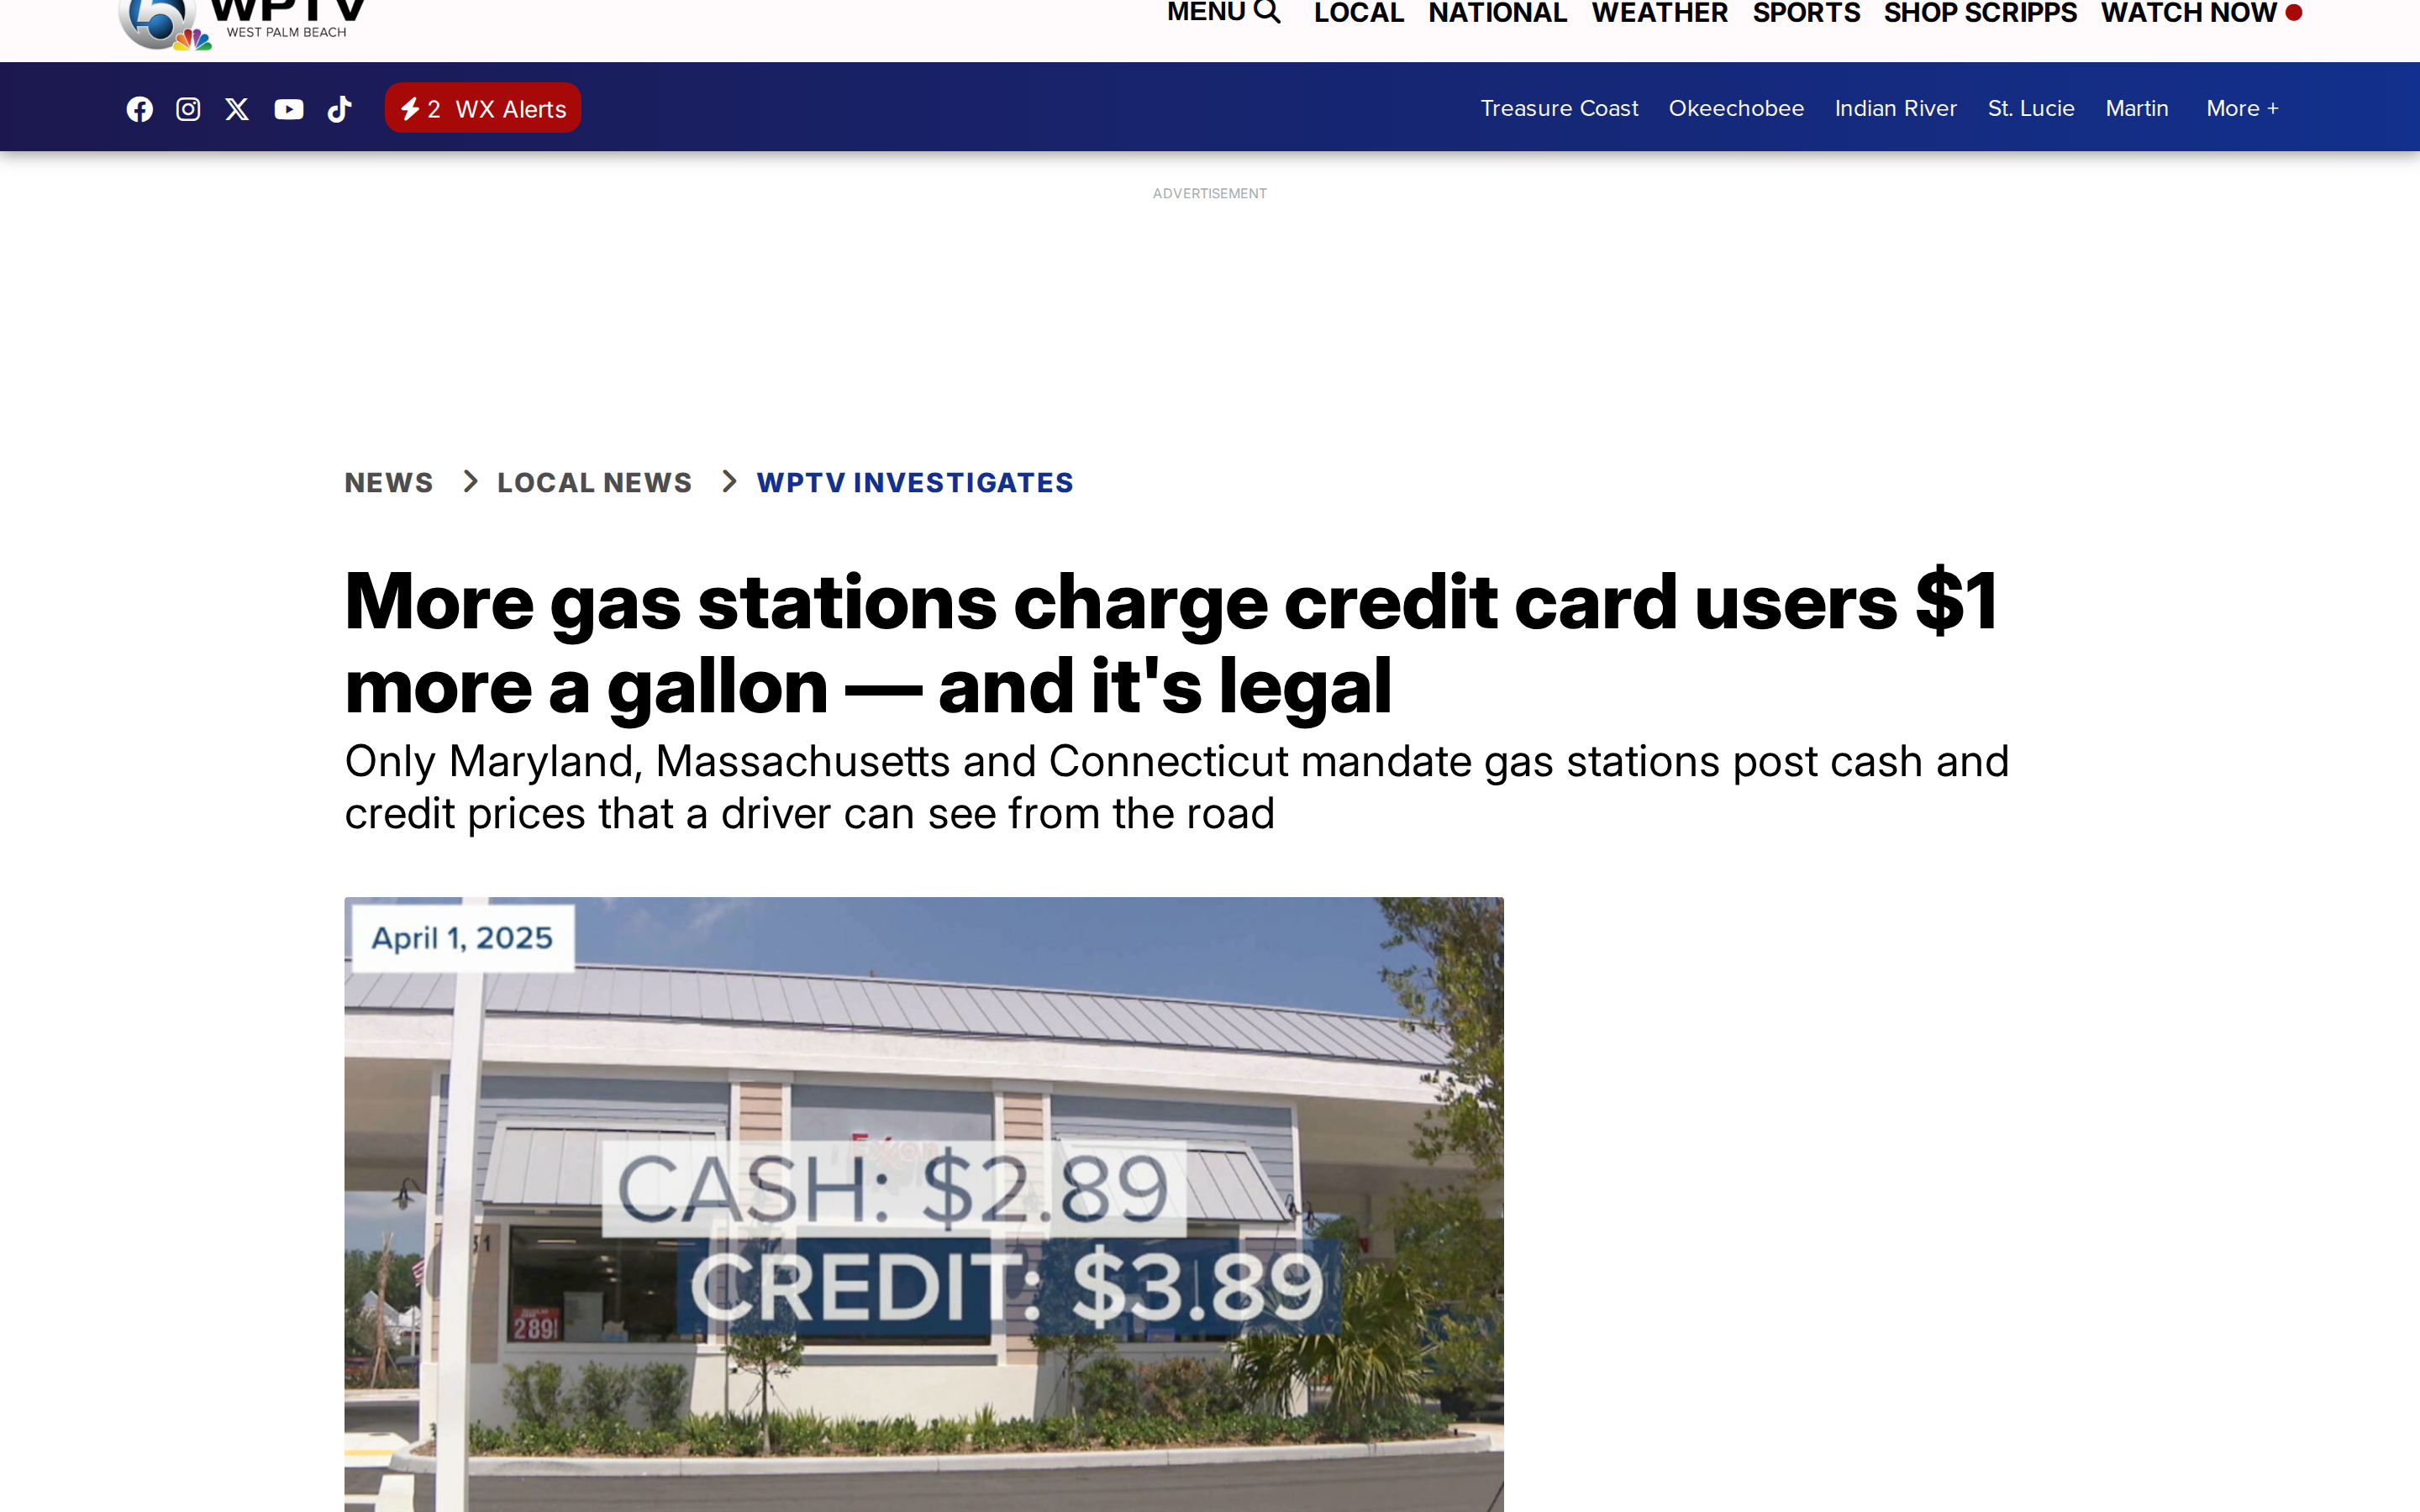 WPTV
WEST PALM BEACH
MENU LOCAL NATIONAL WEATHER SPORTS SHOP SCRIPPS WATCH NOW
2 WX Alerts
Treasure Coast Okeechobee Indian River St. Lucie Martin More +
ADVERTISEMENT
NEWS > LOCAL NEWS > WPTV INVESTIGATES
More gas stations charge credit card users $1
more a gallon — and it's legal
Only Maryland, Massachusetts and Connecticut mandate gas stations post cash and
credit prices that a driver can see from the road
April 1, 2025
Exxon
CASH: $2.89
CREDIT: $3.89
289